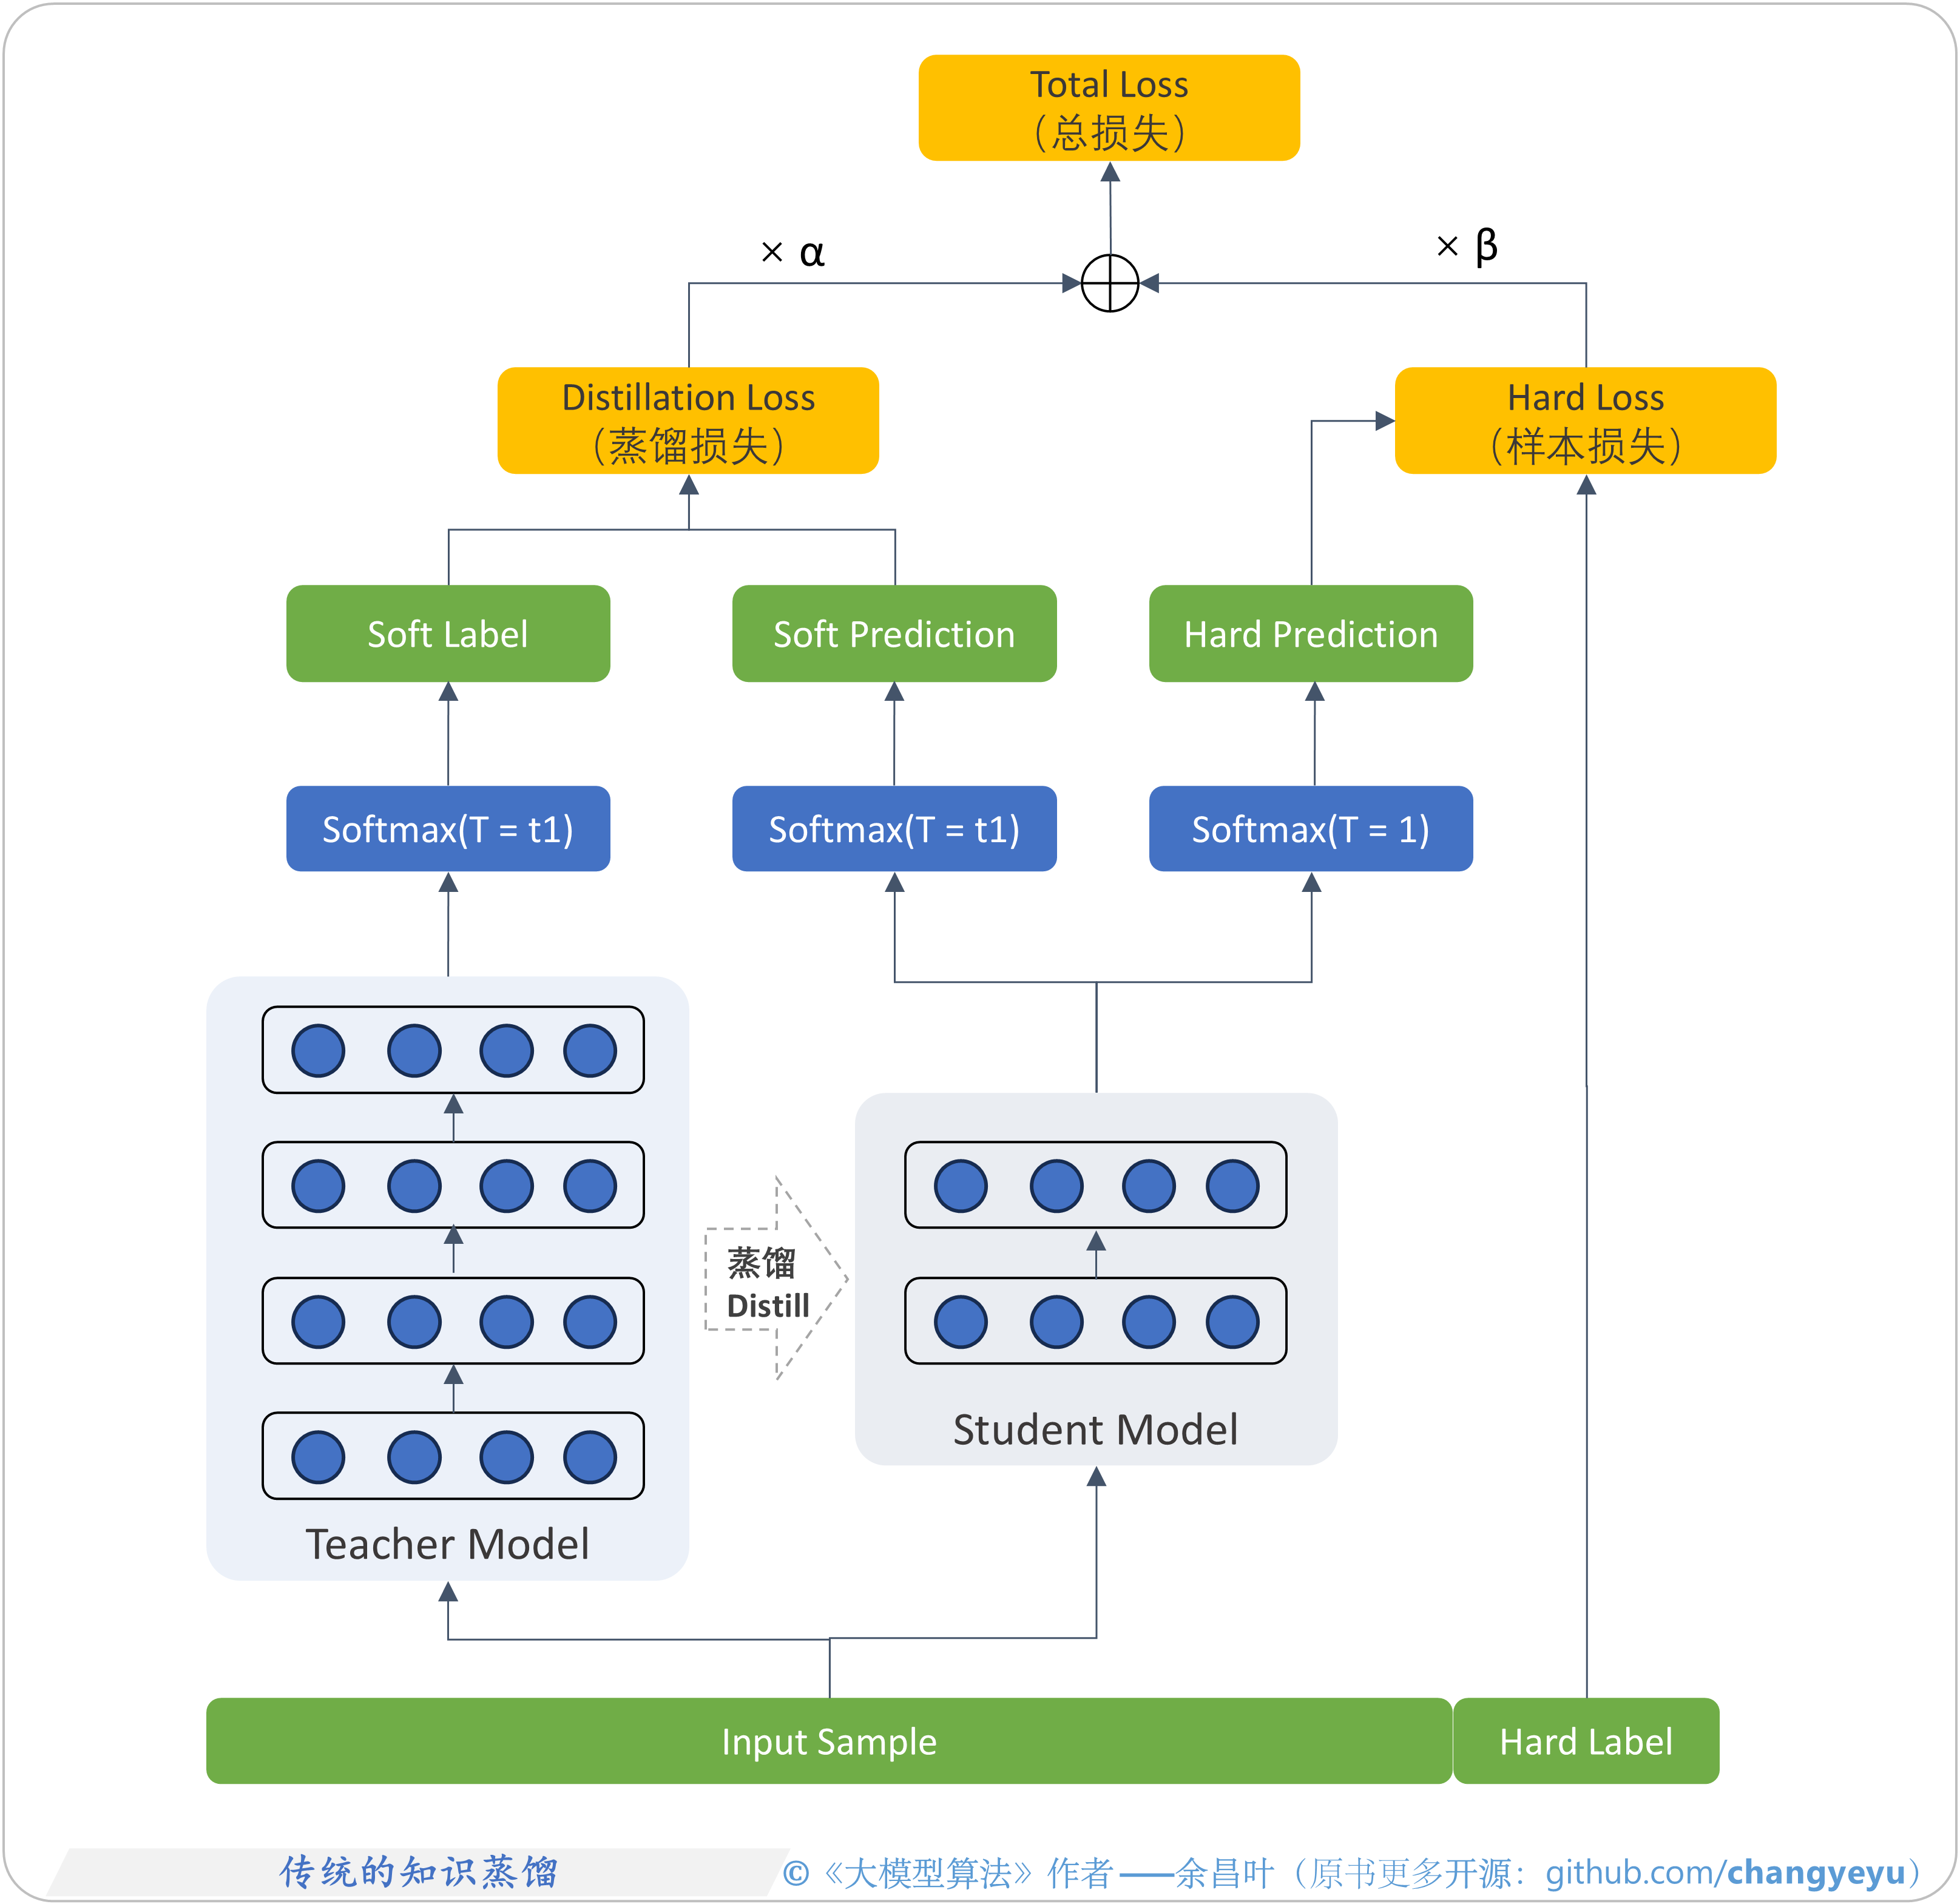 Total Loss
（总损失）
× α
× β
Distillation Loss
（蒸馏损失）
Hard Loss
（样本损失）
Soft Label
Soft Prediction
Hard Prediction
Softmax(T = t1)
Softmax(T = t1)
Softmax(T = 1)
蒸馏
Distill
Student Model
Teacher Model
Input Sample
Hard Label
传统的知识蒸馏
©《大模型算法》作者——余昌叶（原书更多开源：github.com/changyeyu）